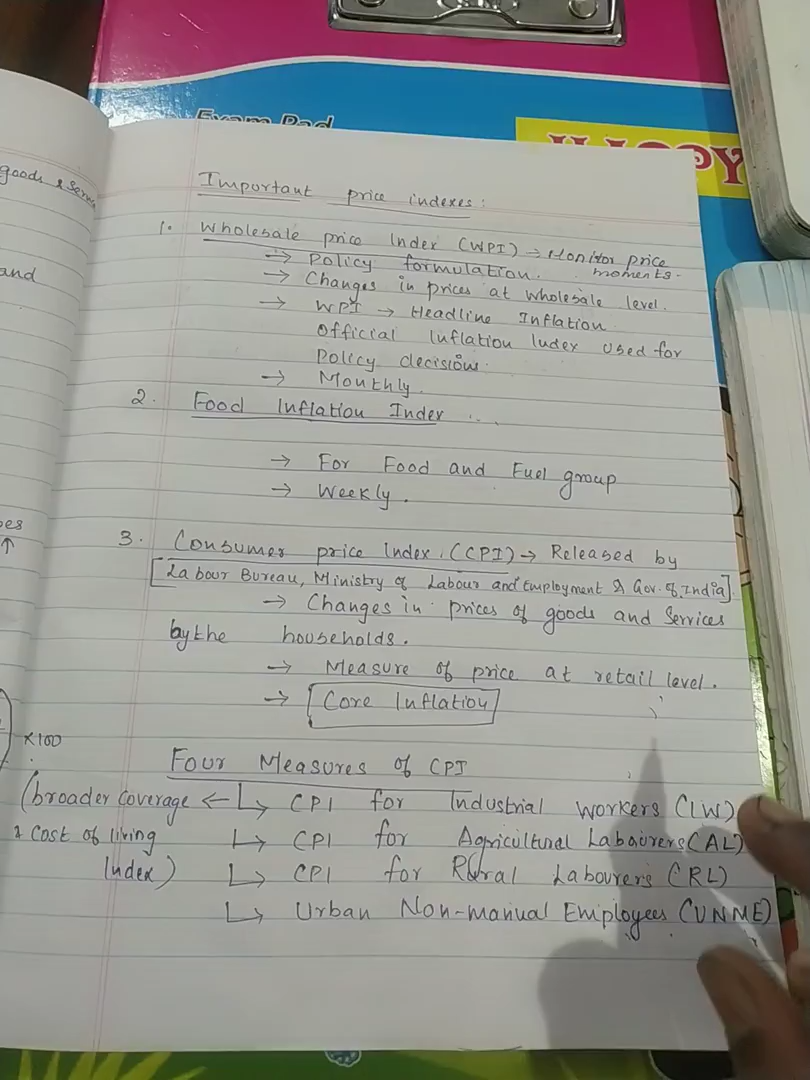 Exam Pad
goods & Serv
and
Important price indexes:
1. Wholesale price Index (WPI) → Monitor price moments.
→ Policy formulation.
→ Changes in prices at wholesale level.
→ WPI → Headline Inflation.
Official Inflation Index used for
Policy decisions.
→ Monthly.
2. Food Inflation Index
→ For Food and Fuel group
→ Weekly.
3. Consumer price Index (CPI) → Released by
[Labour Bureau, Ministry of Labour and Employment & Gov. of India]
→ Changes in prices of goods and Services
by the households.
→ Measure of price at retail level.
→ Core Inflation
x100
Four Measures of CPI
(broader coverage ← ↳ CPI for Industrial Workers (IW)
& Cost of living ↳ CPI for Agricultural Labourers (AL)
Index) ↳ CPI for Rural Labourers (RL)
↳ Urban Non-manual Employees (UNME)